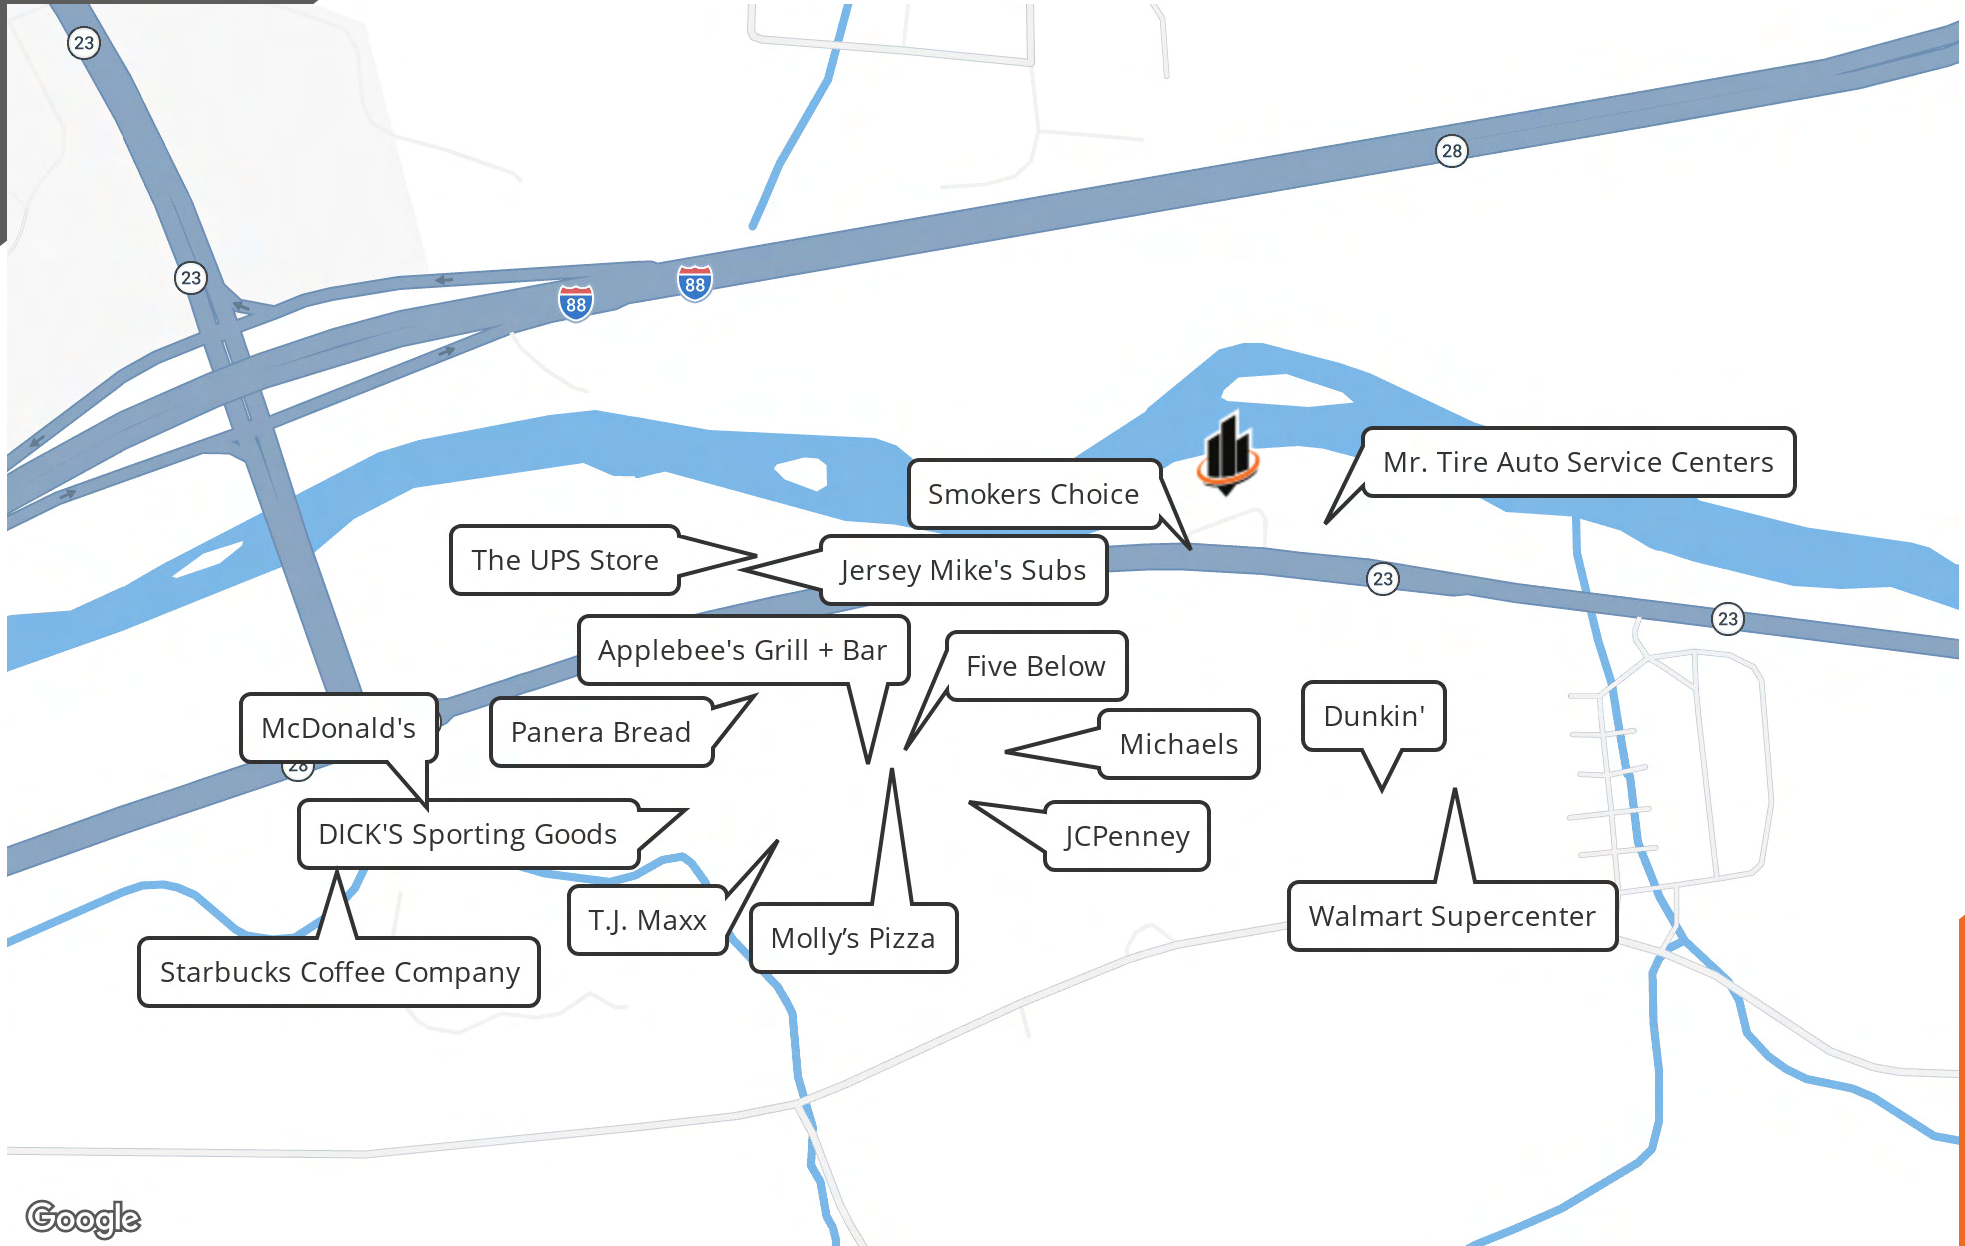 23
28
23
88
88
Mr. Tire Auto Service Centers
Smokers Choice
The UPS Store
Jersey Mike's Subs
23
23
Applebee's Grill + Bar
Five Below
McDonald's
Panera Bread
Michaels
Dunkin'
28
DICK'S Sporting Goods
JCPenney
T.J. Maxx
Molly’s Pizza
Walmart Supercenter
Starbucks Coffee Company
Google